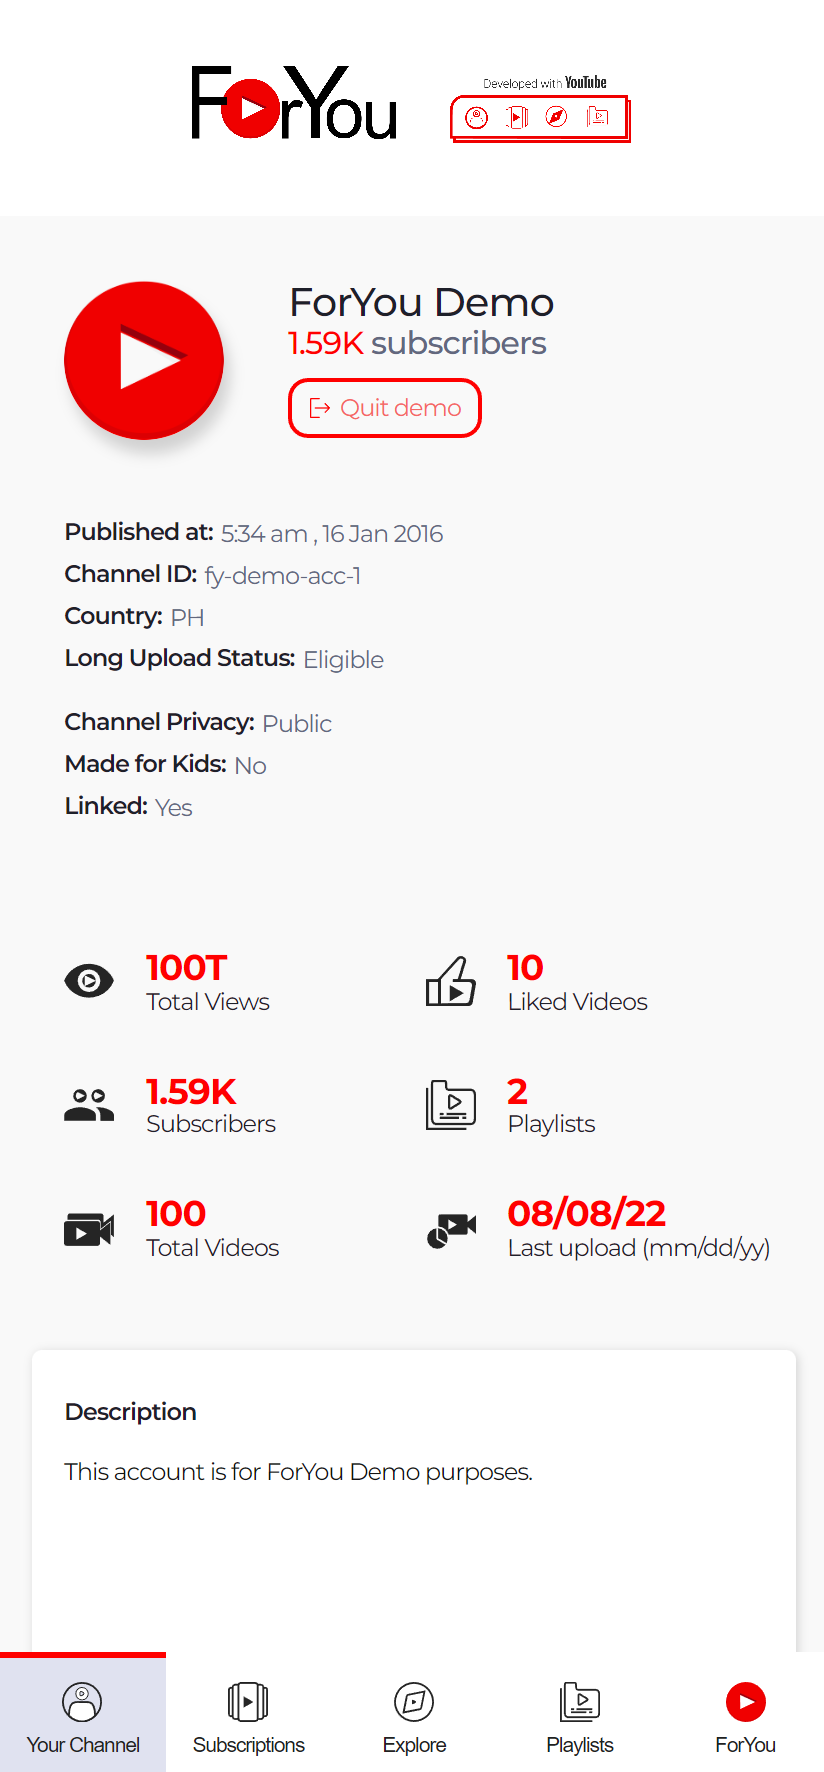 ForYou
Developed with YouTube
ForYou Demo
1.59K subscribers
Quit demo
Published at: 5:34 am , 16 Jan 2016
Channel ID: fy-demo-acc-1
Country: PH
Long Upload Status: Eligible
Channel Privacy: Public
Made for Kids: No
Linked: Yes
100T
Total Views
10
Liked Videos
1.59K
Subscribers
2
Playlists
100
Total Videos
08/08/22
Last upload (mm/dd/yy)
Description
This account is for ForYou Demo purposes.
Your Channel
Subscriptions
Explore
Playlists
ForYou